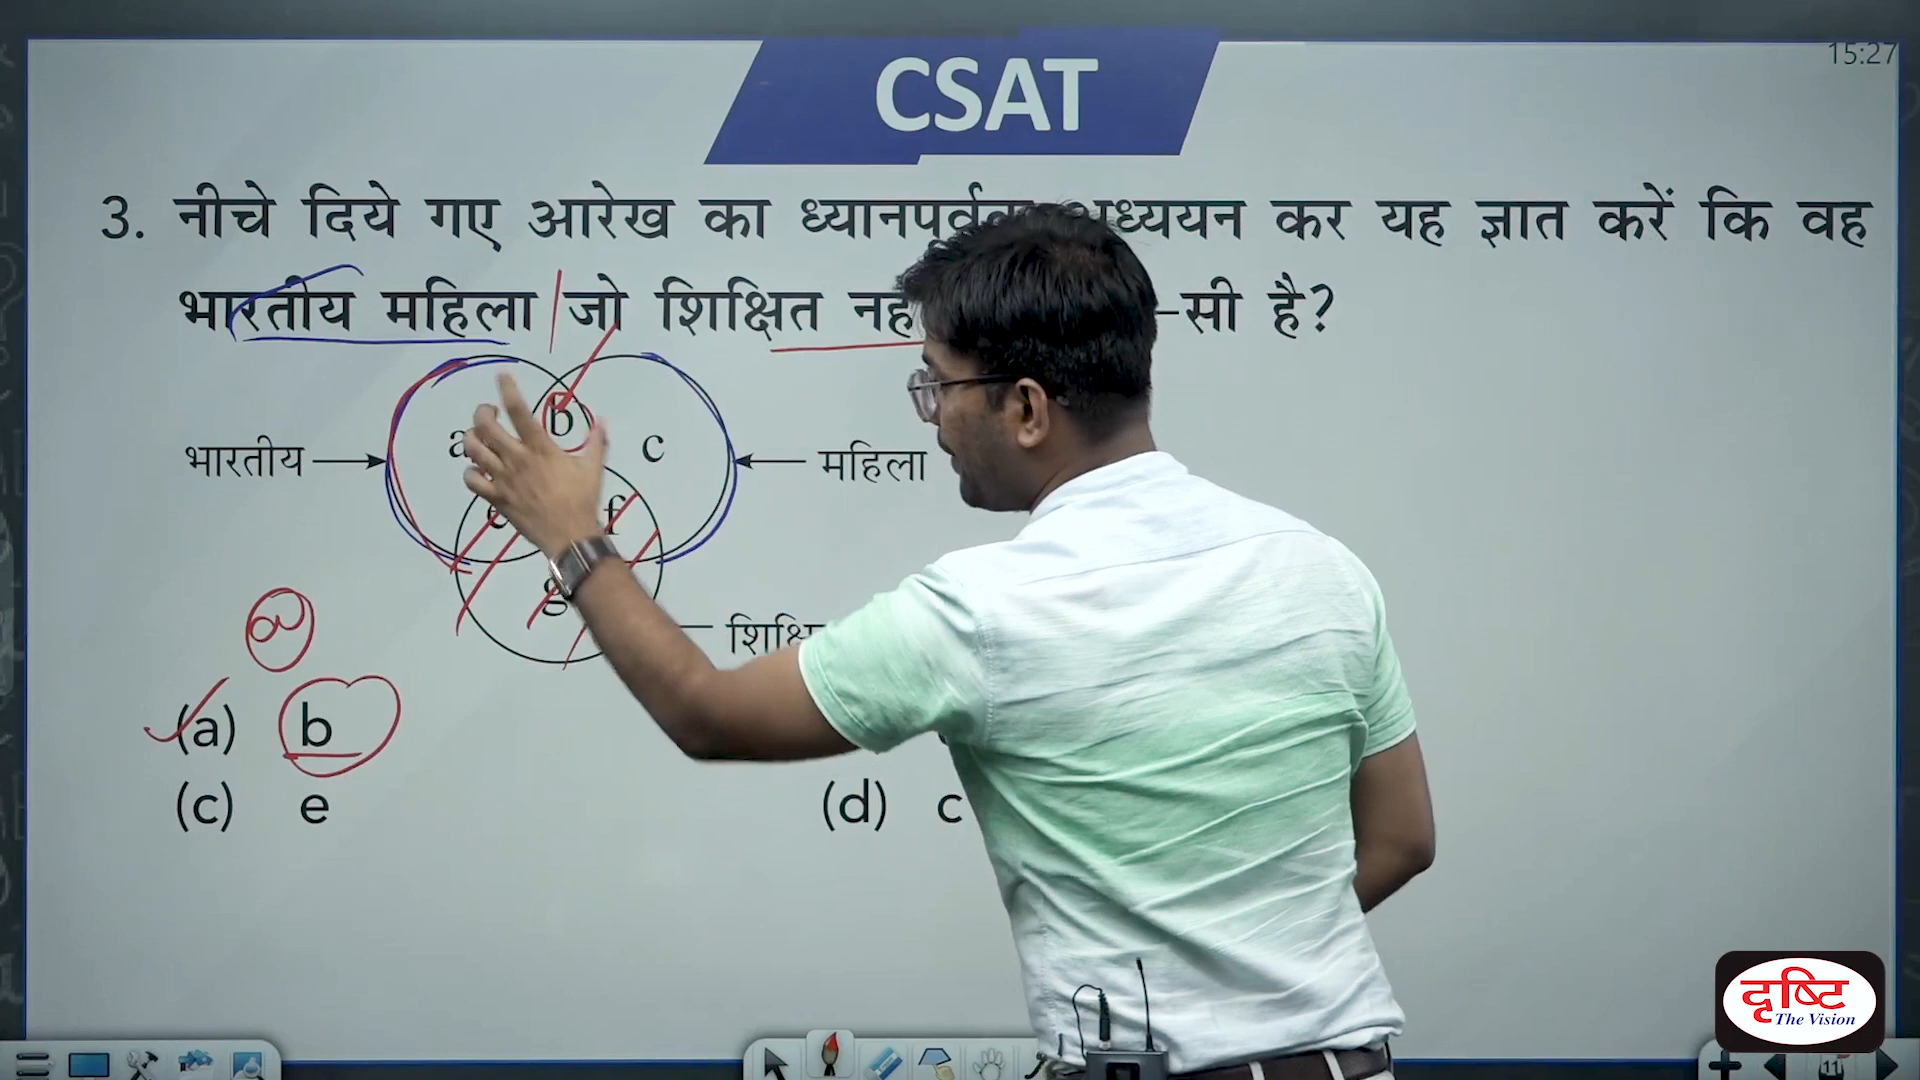 CSAT
15:27
3. नीचे दिये गए आरेख का ध्यानपूर्वक अध्ययन कर यह ज्ञात करें कि वह
भारतीय महिला जो शिक्षित -सी है?
b
a c
भारतीय महिला
e f
g
(a) b
(c) e (d) c
दृष्टि
The Vision
11